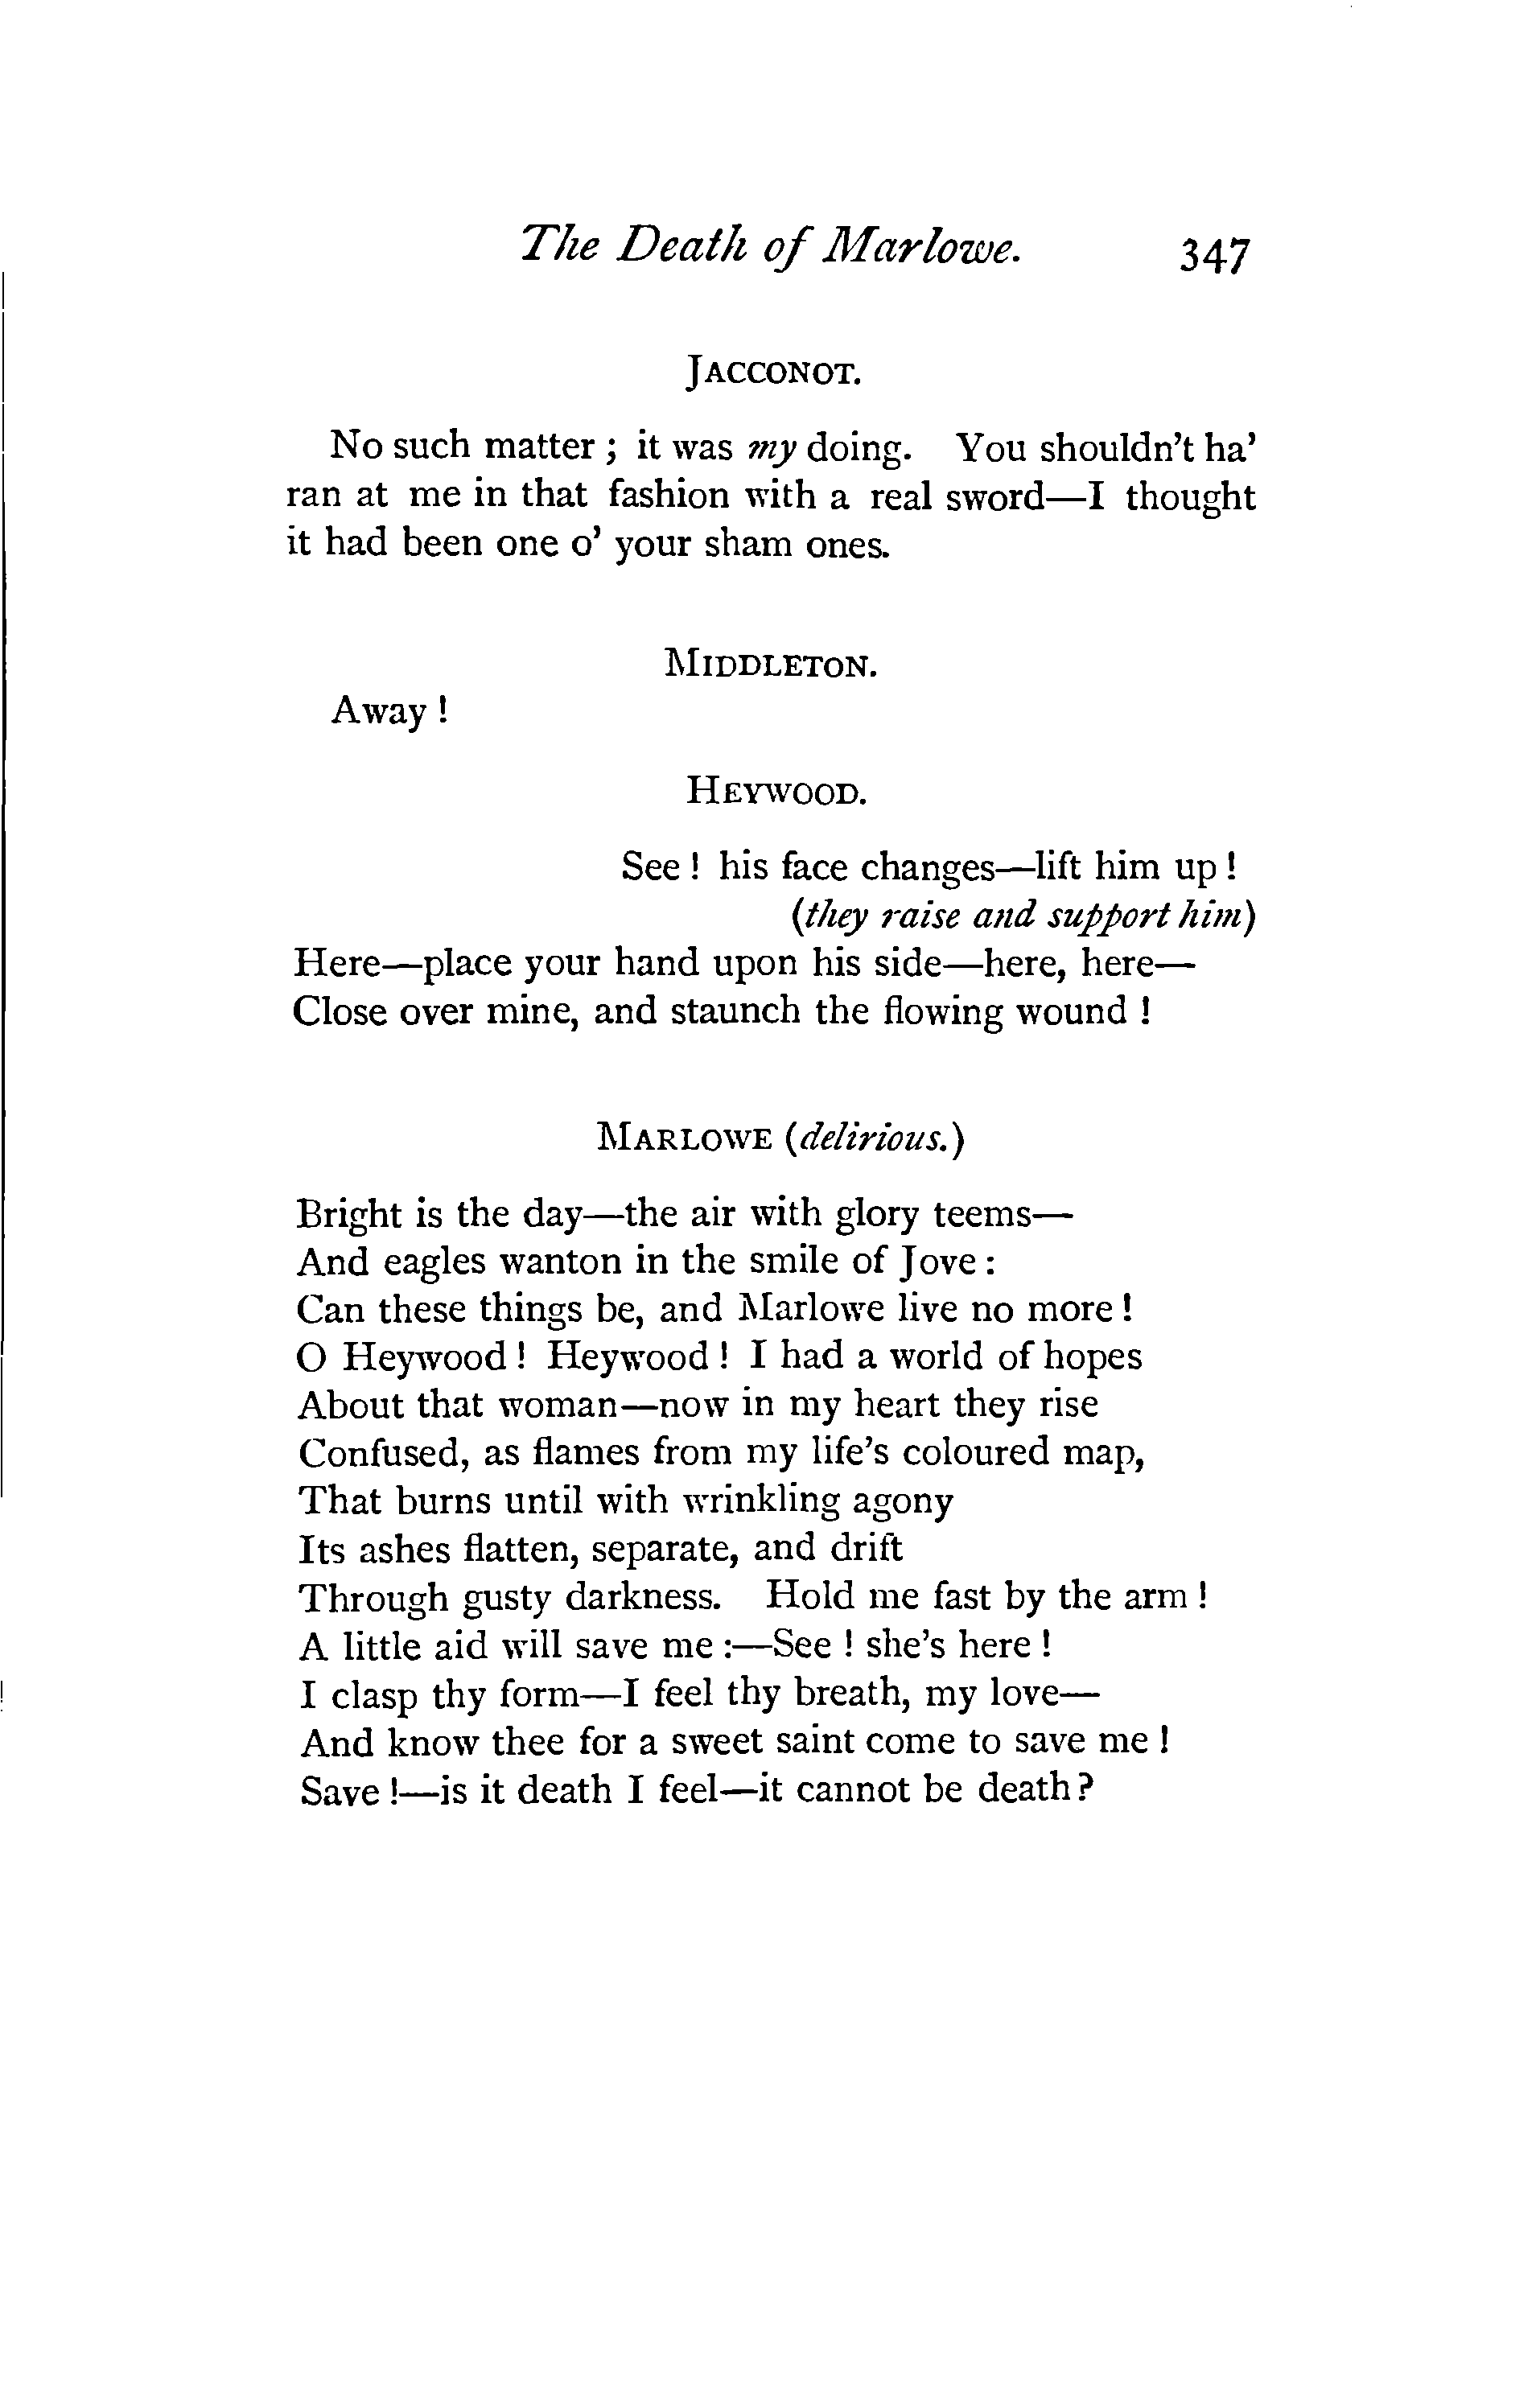 The Death of Marlowe. 347
JACCONOT.
No such matter ; it was my doing. You shouldn't ha'
ran at me in that fashion with a real sword—I thought
it had been one o' your sham ones.
MIDDLETON.
Away !
HEYWOOD.
See ! his face changes—lift him up !
(they raise and support him)
Here—place your hand upon his side—here, here—
Close over mine, and staunch the flowing wound !
MARLOWE (delirious.)
Bright is the day—the air with glory teems—
And eagles wanton in the smile of Jove :
Can these things be, and Marlowe live no more !
O Heywood ! Heywood ! I had a world of hopes
About that woman—now in my heart they rise
Confused, as flames from my life's coloured map,
That burns until with wrinkling agony
Its ashes flatten, separate, and drift
Through gusty darkness. Hold me fast by the arm !
A little aid will save me :—See ! she's here !
I clasp thy form—I feel thy breath, my love—
And know thee for a sweet saint come to save me !
Save !—is it death I feel—it cannot be death ?